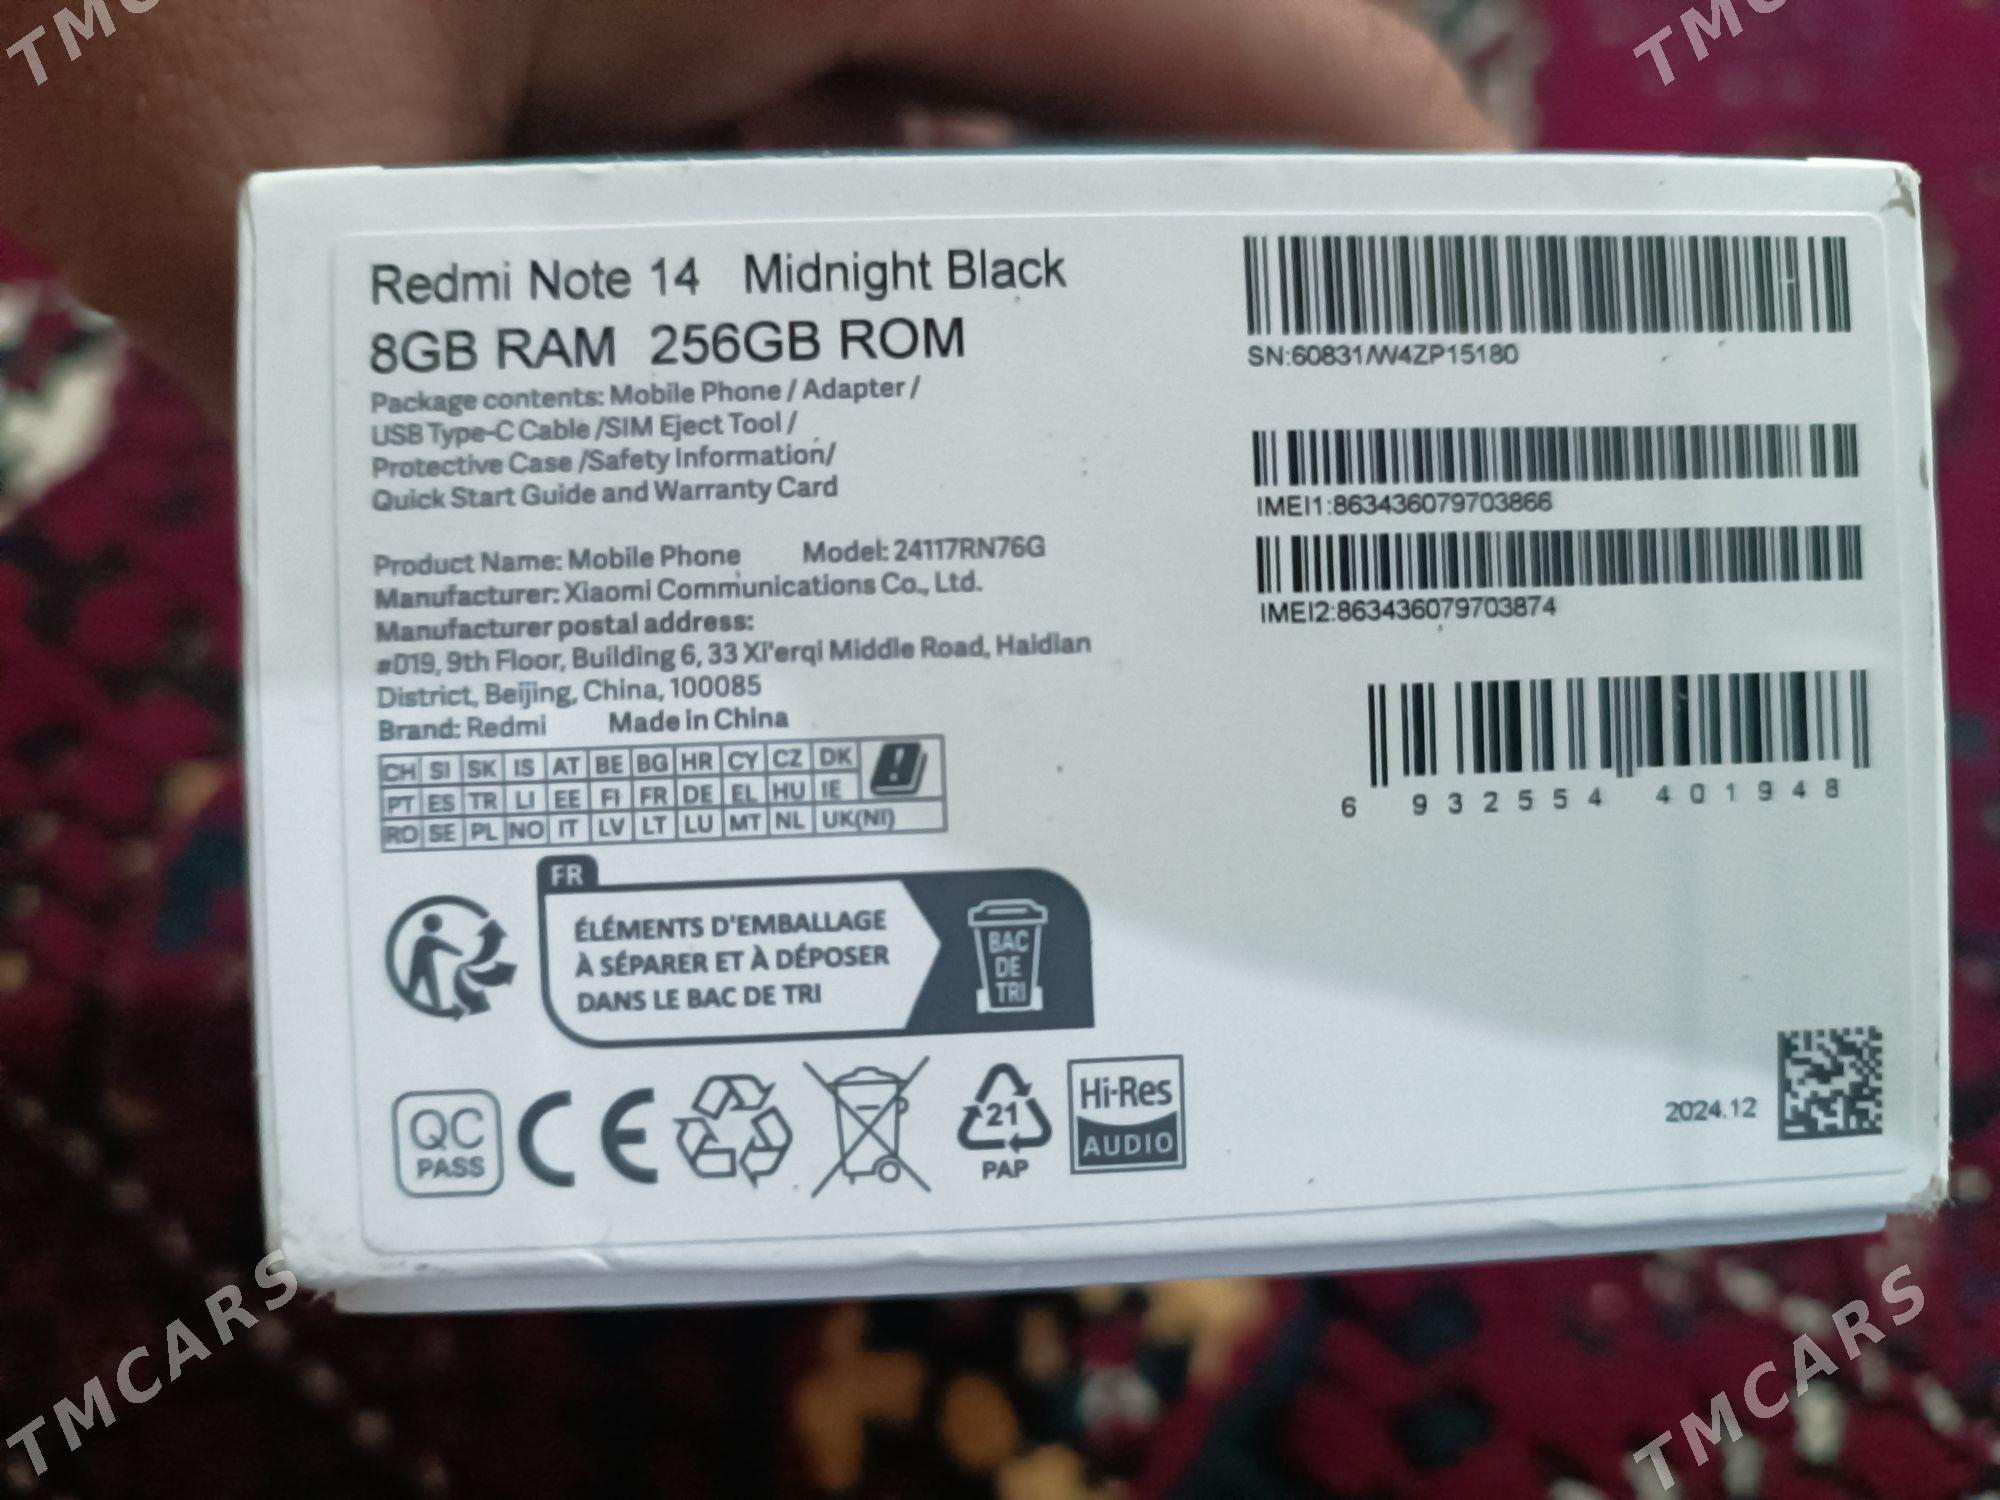 TMCARS
TMCARS
Redmi Note 14 Midnight Black
8GB RAM 256GB ROM
Package contents: Mobile Phone / Adapter /
USB Type-C Cable /SIM Eject Tool /
Protective Case /Safety Information/
Quick Start Guide and Warranty Card
Product Name: Mobile Phone Model: 24117RN76G
Manufacturer: Xiaomi Communications Co., Ltd.
Manufacturer postal address:
#019, 9th Floor, Building 6, 33 Xi'erqi Middle Road, Haidian
District, Beijing, China, 100085
Brand: Redmi Made in China
CH SI SK IS AT BE BG HR CY CZ DK
PT ES TR LI EE FI FR DE EL HU IE
RO SE PL NO IT LV LT LU MT NL UK(NI)
FR
ÉLÉMENTS D'EMBALLAGE
À SÉPARER ET À DÉPOSER
DANS LE BAC DE TRI
BAC
DE
TRI
QC
PASS
CE
21
PAP
Hi-Res
AUDIO
SN:60831/W4ZP15180
IMEI1:863436079703866
IMEI2:863436079703874
6 932554 401948
2024.12
TMCARS
TMCARS